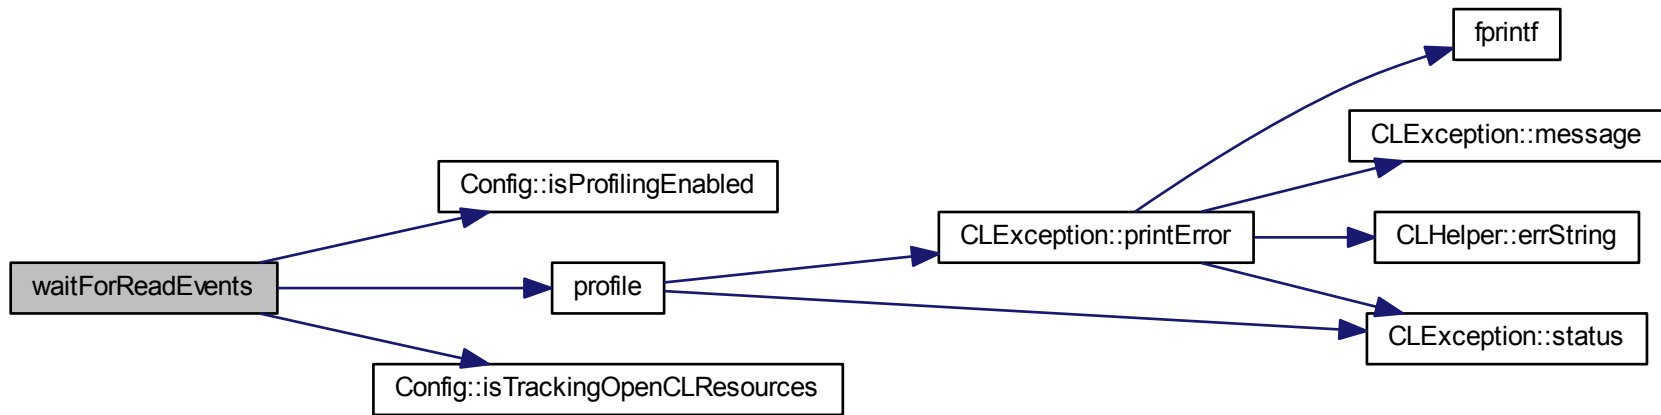 fprintf
CLException::message
Config::isProfilingEnabled
CLException::printError
CLHelper::errString
waitForReadEvents
profile
CLException::status
Config::isTrackingOpenCLResources